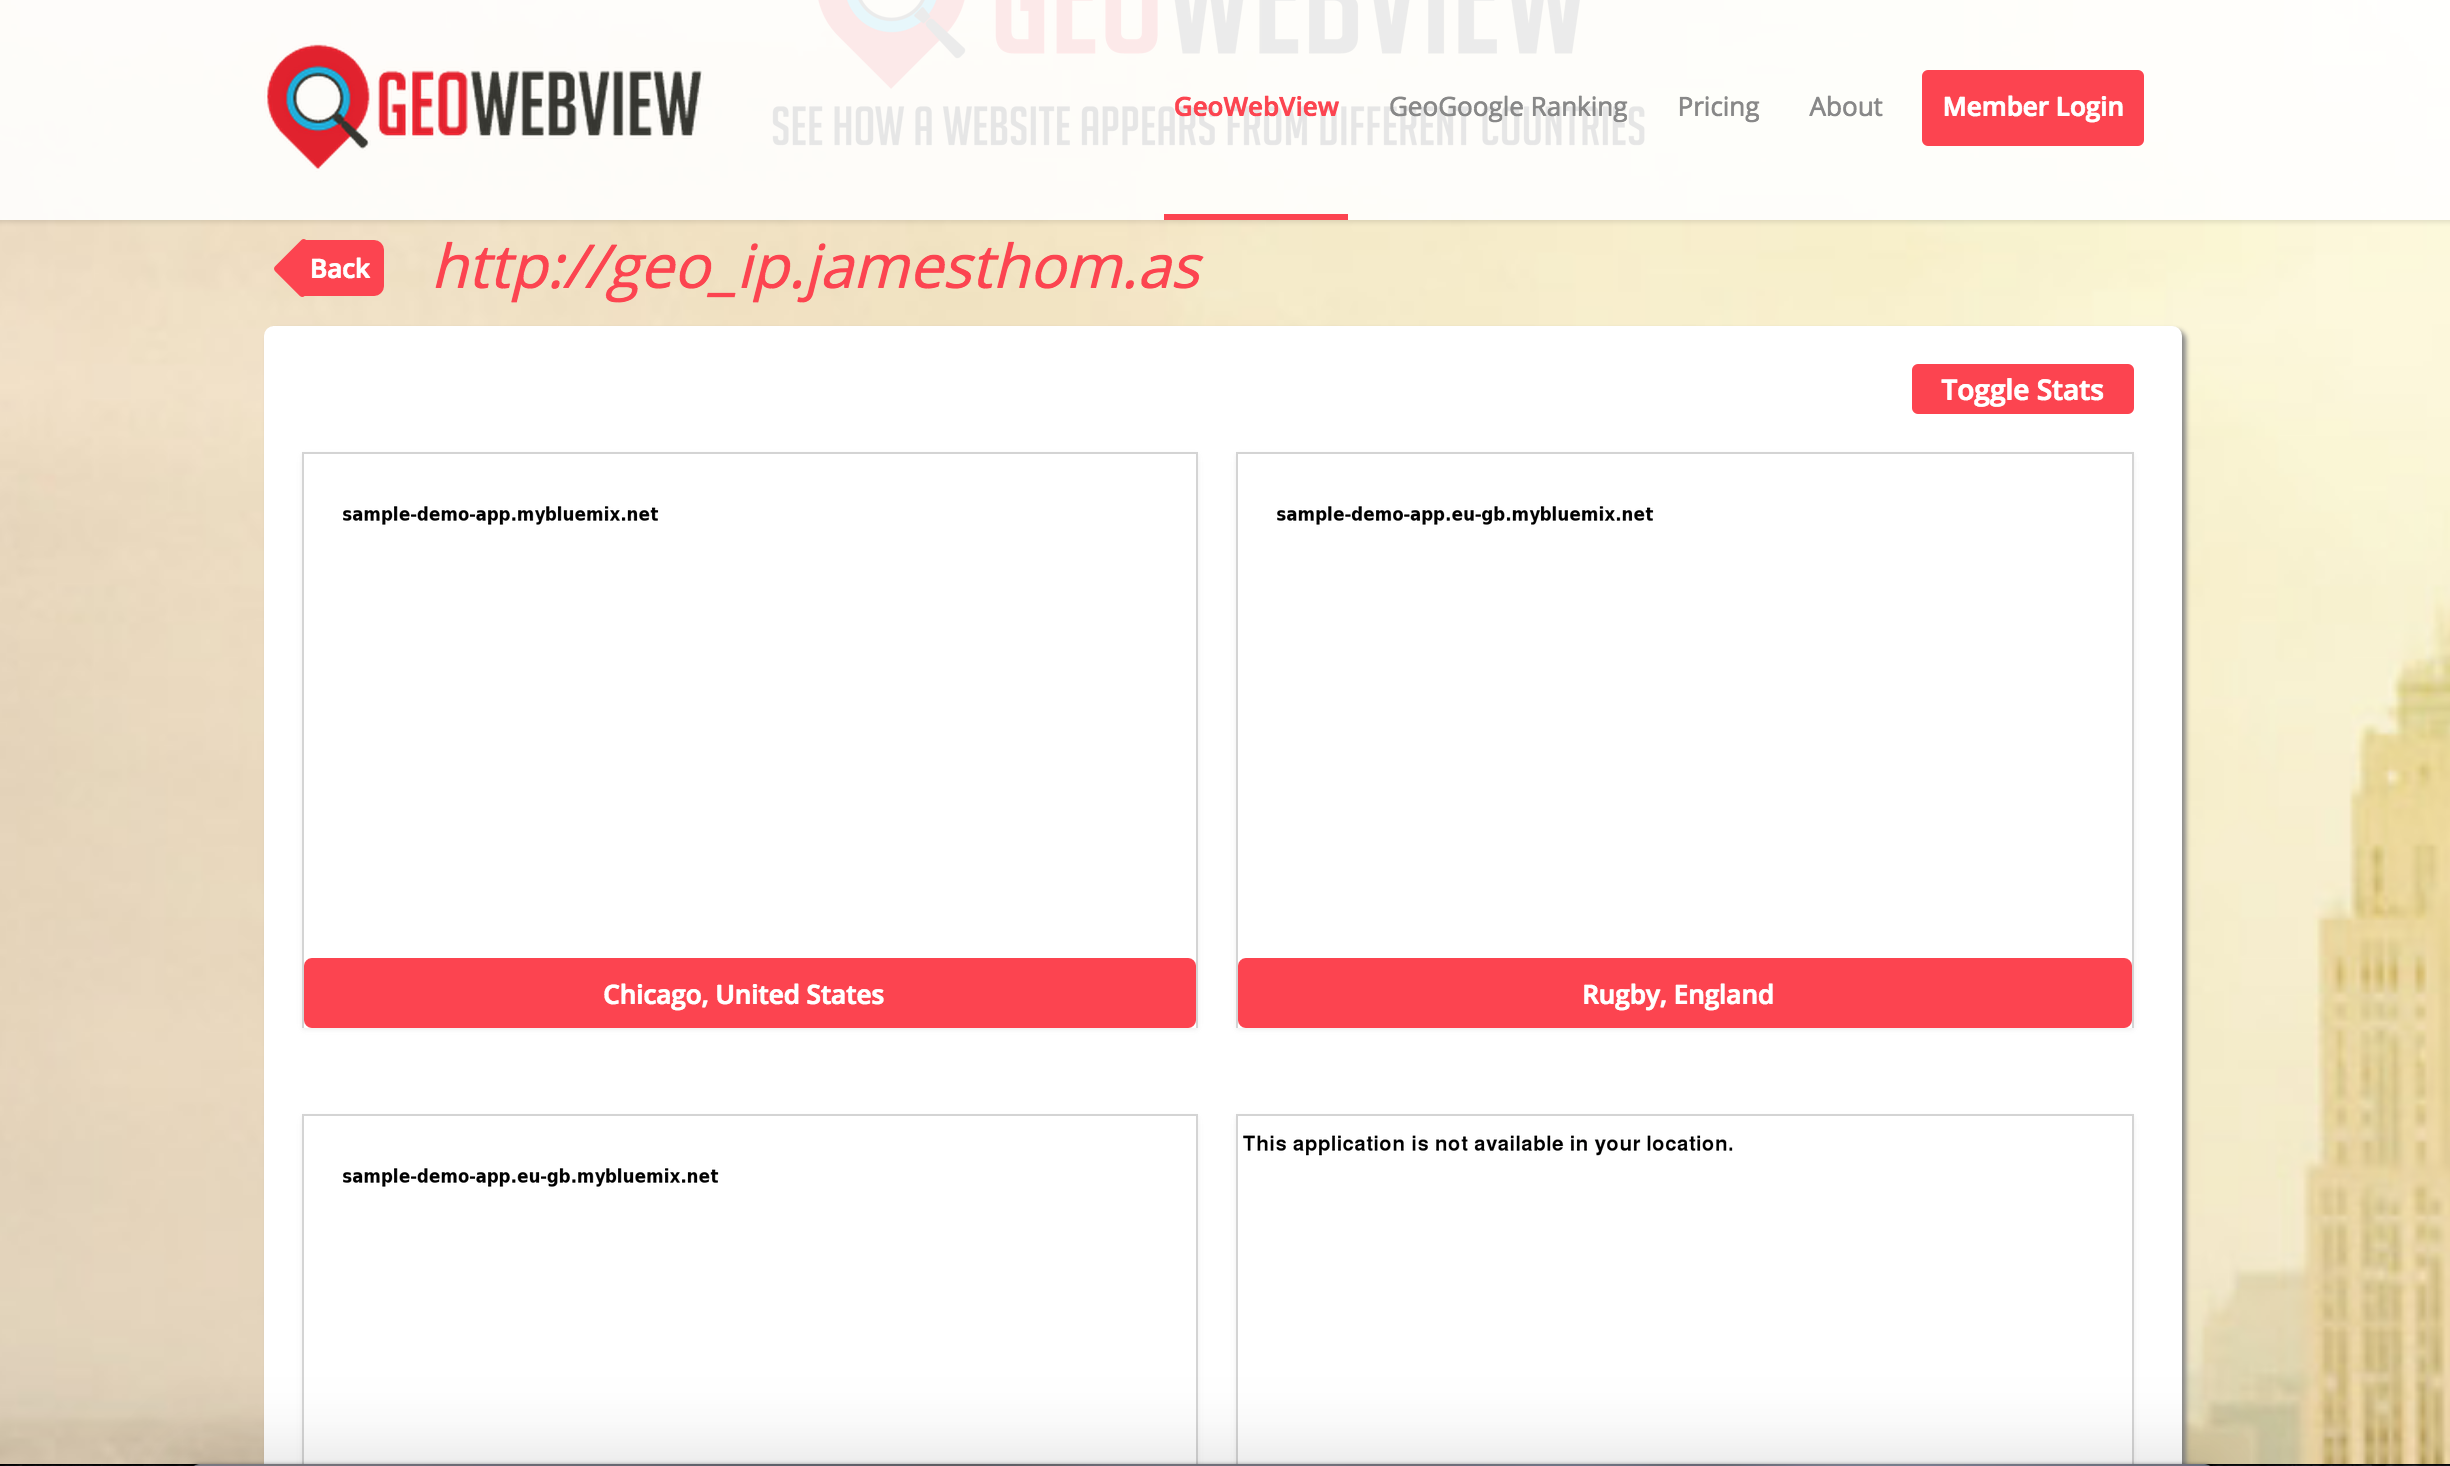 GEOWEBVIEW
GEOWEBVIEW
SEE HOW A WEBSITE APPEARS FROM DIFFERENT COUNTRIES
GeoWebView
GeoGoogle Ranking
Pricing
About
Member Login
Back
http://geo_ip.jamesthom.as
Toggle Stats
sample-demo-app.mybluemix.net
sample-demo-app.eu-gb.mybluemix.net
Chicago, United States
Rugby, England
sample-demo-app.eu-gb.mybluemix.net
This application is not available in your location.